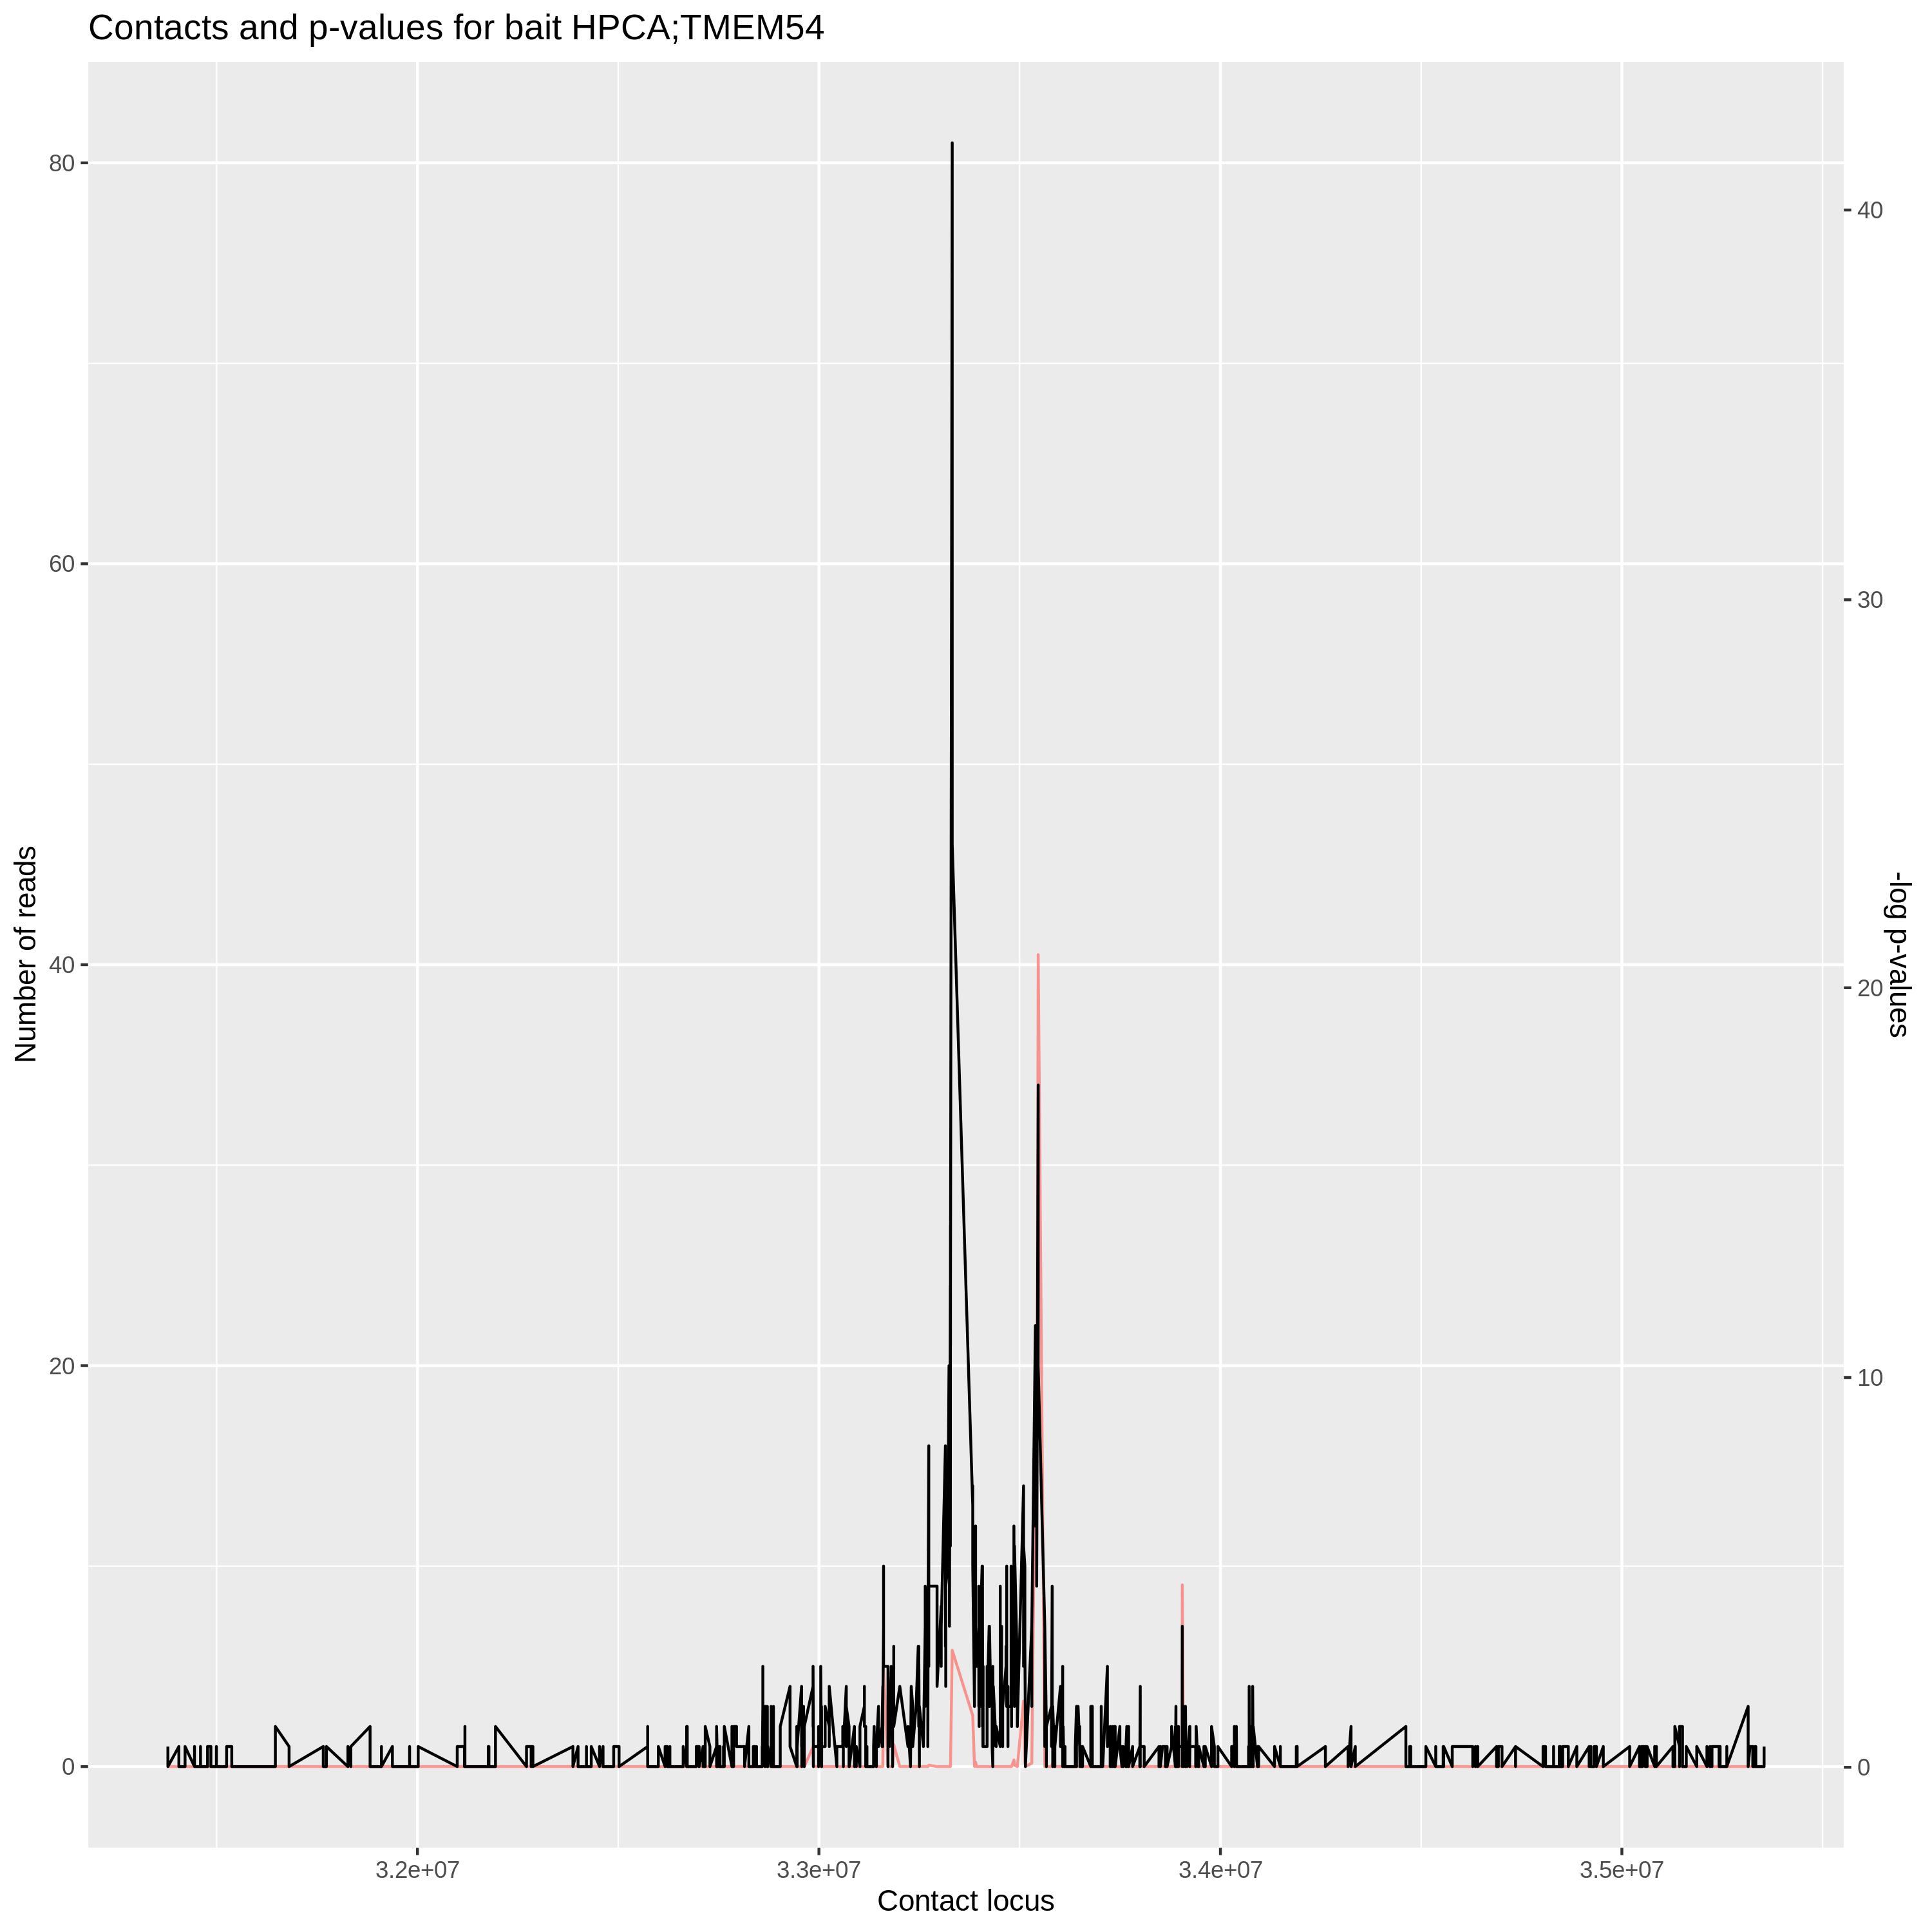 Contacts and p-values for bait HPCA;TMEM54
80
60
40
20
0
Number of reads
40
30
20
10
0
-log p-values
3.2e+07
3.3e+07
3.4e+07
3.5e+07
Contact locus